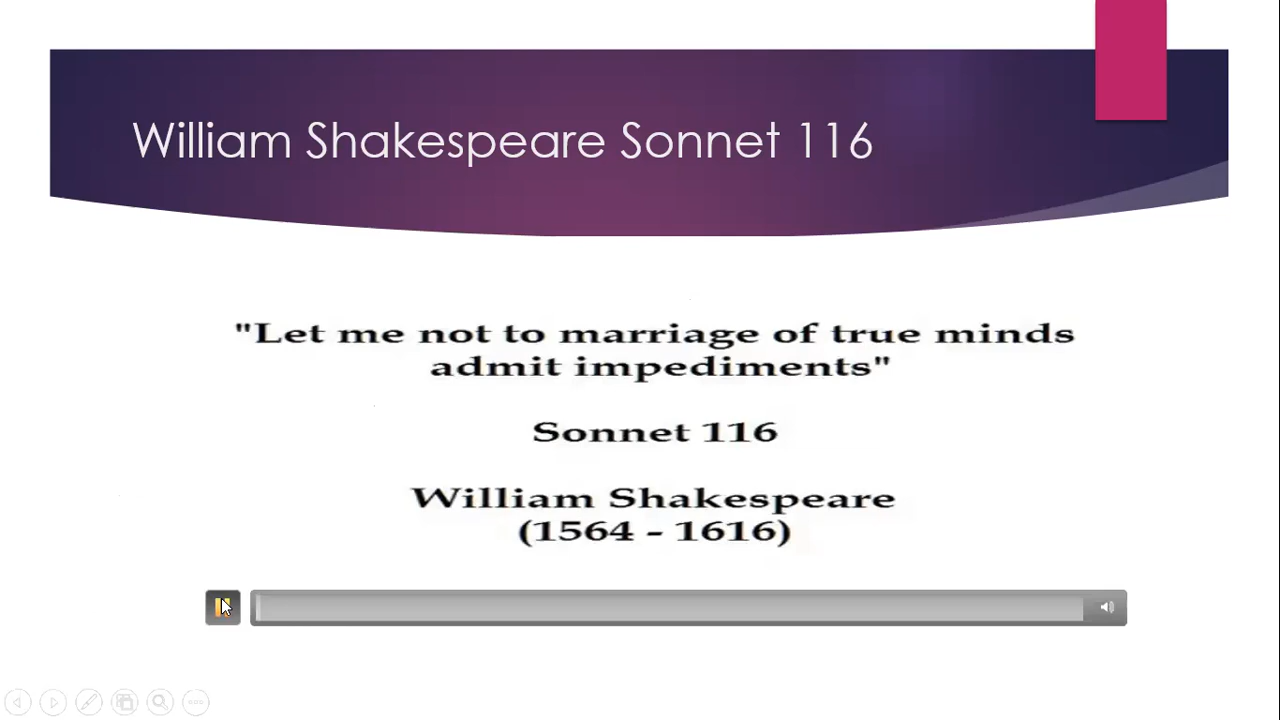 William Shakespeare Sonnet 116
"Let me not to marriage of true minds
admit impediments"
Sonnet 116
William Shakespeare
(1564 - 1616)